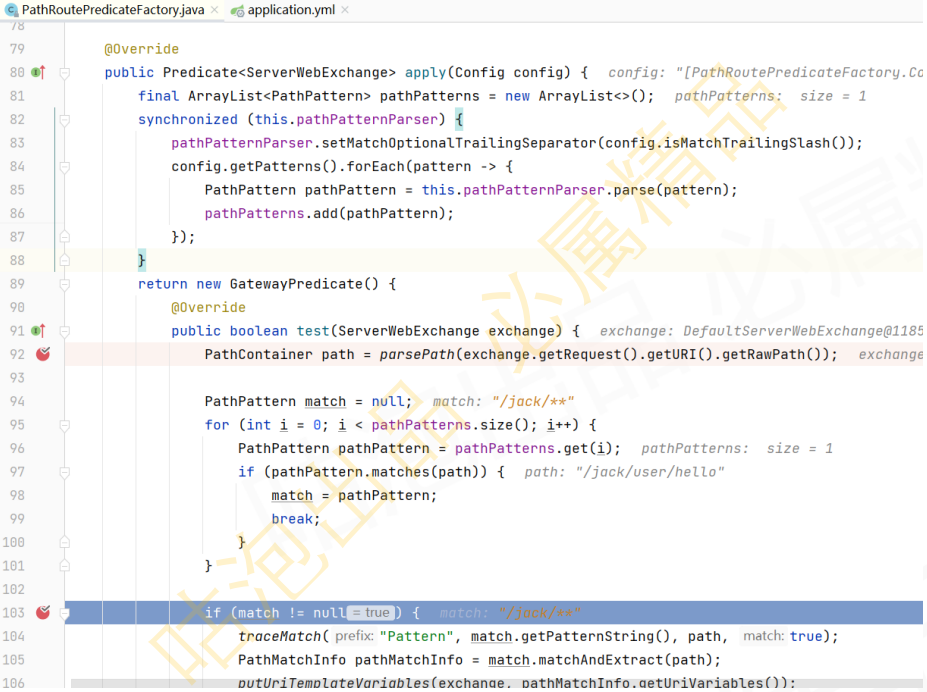 PathRoutePredicateFactory.java × application.yml ×
78
79 @Override
80 public Predicate<ServerWebExchange> apply(Config config) { config: "[PathRoutePredicateFactory.Co
81 final ArrayList<PathPattern> pathPatterns = new ArrayList<>(); pathPatterns: size = 1
82 synchronized (this.pathPatternParser) {
83 pathPatternParser.setMatchOptionalTrailingSeparator(config.isMatchTrailingSlash());
84 config.getPatterns().forEach(pattern -> {
85 PathPattern pathPattern = this.pathPatternParser.parse(pattern);
86 pathPatterns.add(pathPattern);
87 });
88 }
89 return new GatewayPredicate() {
90 @Override
91 public boolean test(ServerWebExchange exchange) { exchange: DefaultServerWebExchange@1185
92 PathContainer path = parsePath(exchange.getRequest().getURI().getRawPath()); exchange
93
94 PathPattern match = null; match: "/jack/**"
95 for (int i = 0; i < pathPatterns.size(); i++) {
96 PathPattern pathPattern = pathPatterns.get(i); pathPatterns: size = 1
97 if (pathPattern.matches(path)) { path: "/jack/user/hello"
98 match = pathPattern;
99 break;
100 }
101 }
102
103 if (match != null = true ) { match: "/jack/**"
104 traceMatch( prefix: "Pattern", match.getPatternString(), path, match: true);
105 PathMatchInfo pathMatchInfo = match.matchAndExtract(path);
106 putUriTemplateVariables(exchange, pathMatchInfo.getUriVariables());
咕泡出品 必属精品